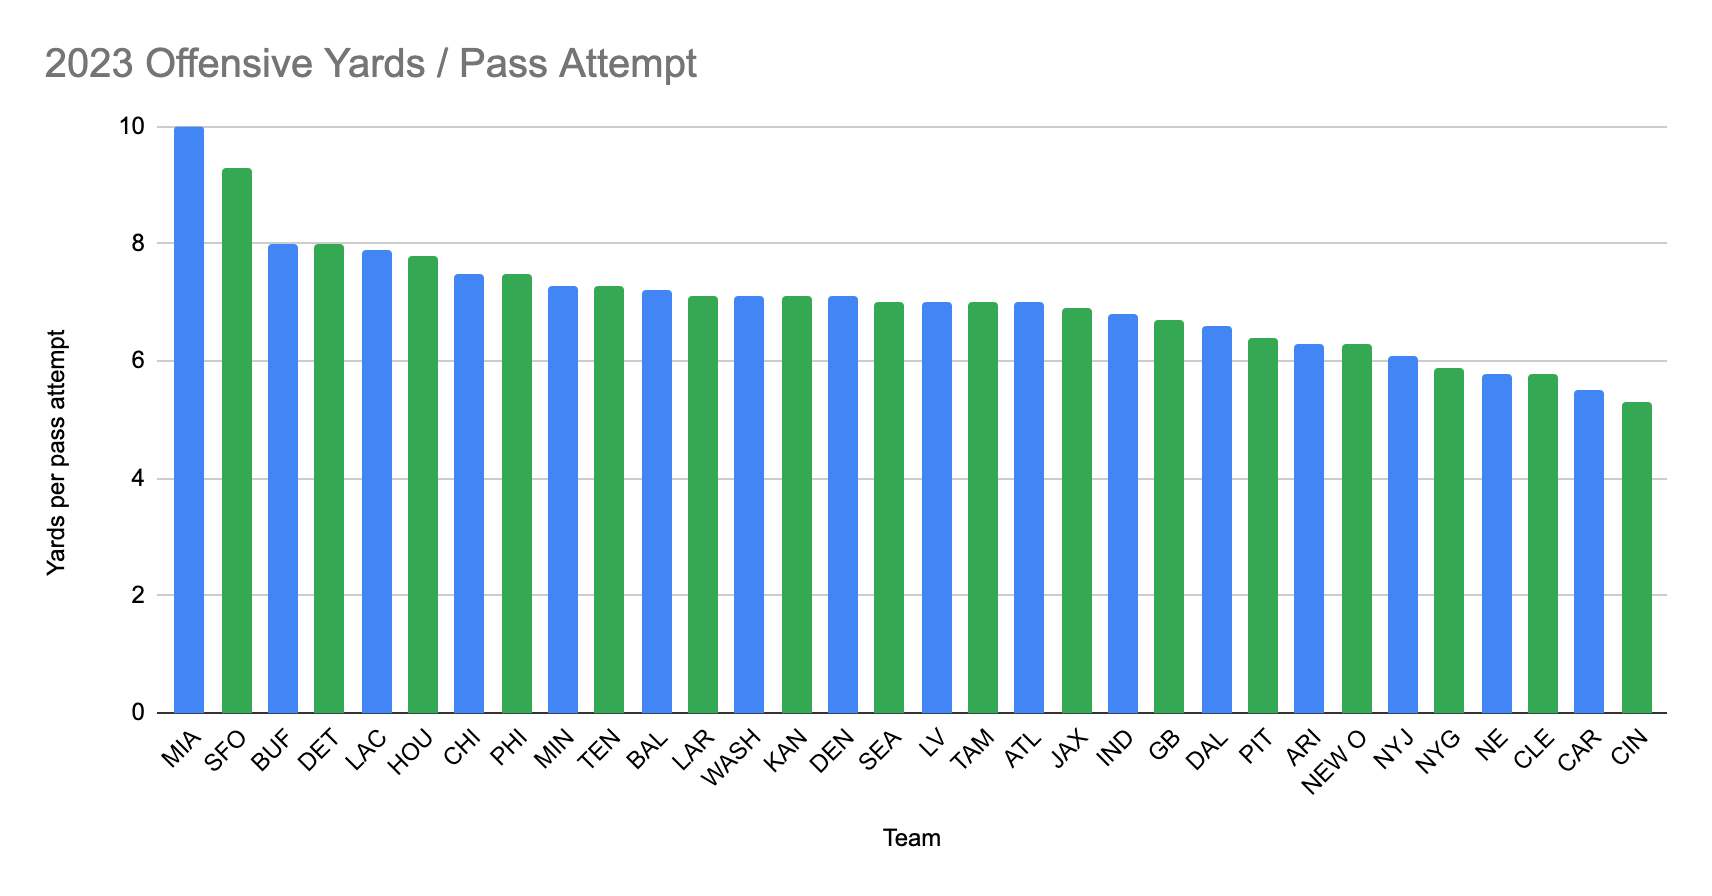 2023 Offensive Yards / Pass Attempt
10
8
6
4
2
0
Yards per pass attempt
MIA
SFO
BUF
DET
LAC
HOU
CHI
PHI
MIN
TEN
BAL
LAR
WASH
KAN
DEN
SEA
LV
TAM
ATL
JAX
IND
GB
DAL
PIT
ARI
NEW O
NYJ
NYG
NE
CLE
CAR
CIN
Team